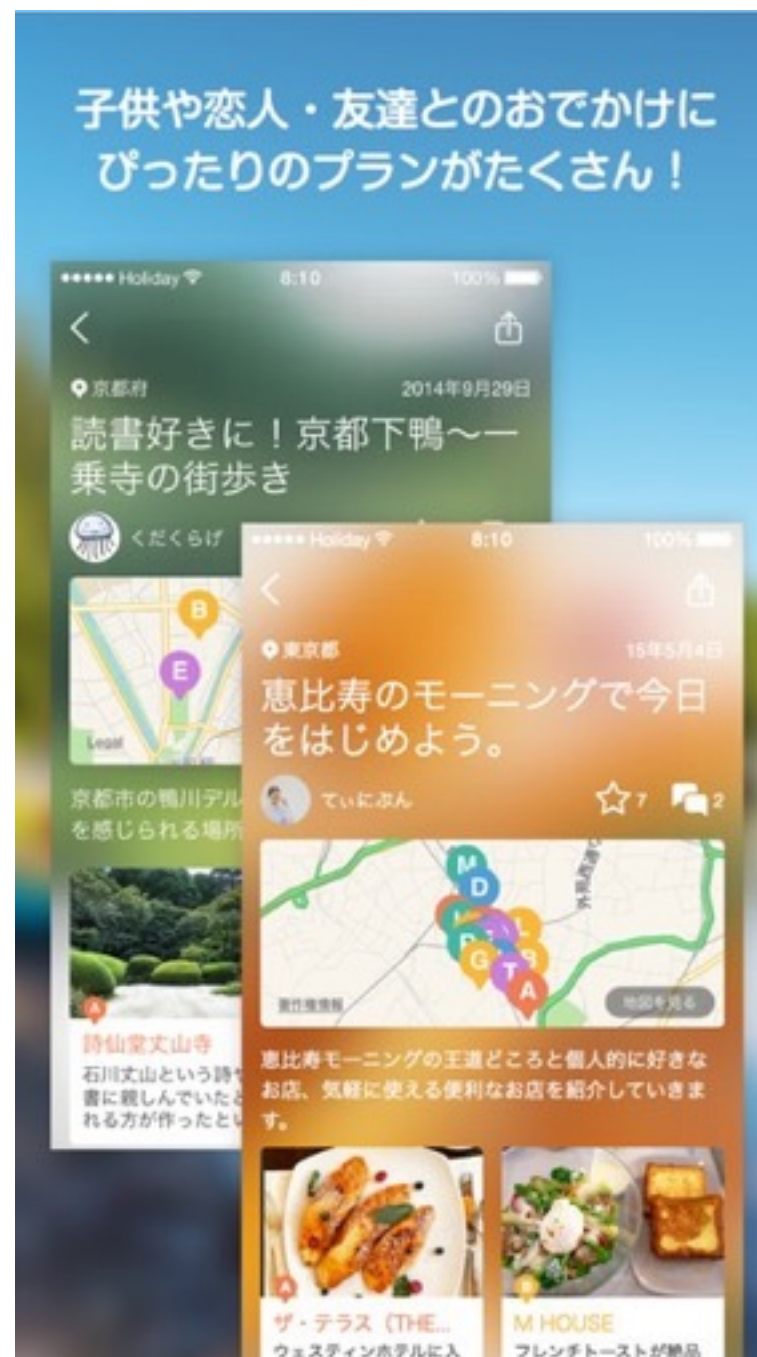 子供や恋人・友達とのおでかけに
ぴったりのプランがたくさん！
Holiday
8:10
100%
京都府
2014年9月29日
読書好きに！京都下鴨〜一
乗寺の街歩き
くだくらげ
B
E
Legal
京都市の鴨川デル
を感じられる場所
A
詩仙堂丈山寺
石川丈山という詩
書に親しんでいたと
れる方が作ったとい
Holiday
8:10
100%
東京都
15年5月4日
恵比寿のモーニングで今日
をはじめよう。
てぃにぷん
7
2
M
D
L
B
G
T
A
外苑西通り
著作権情報
地図を見る
恵比寿モーニングの王道どころと個人的に好きな
お店、気軽に使える便利なお店を紹介していきま
す。
A
ザ・テラス（THE...
ウェスティンホテルに入
B
M HOUSE
フレンチトーストが絶品